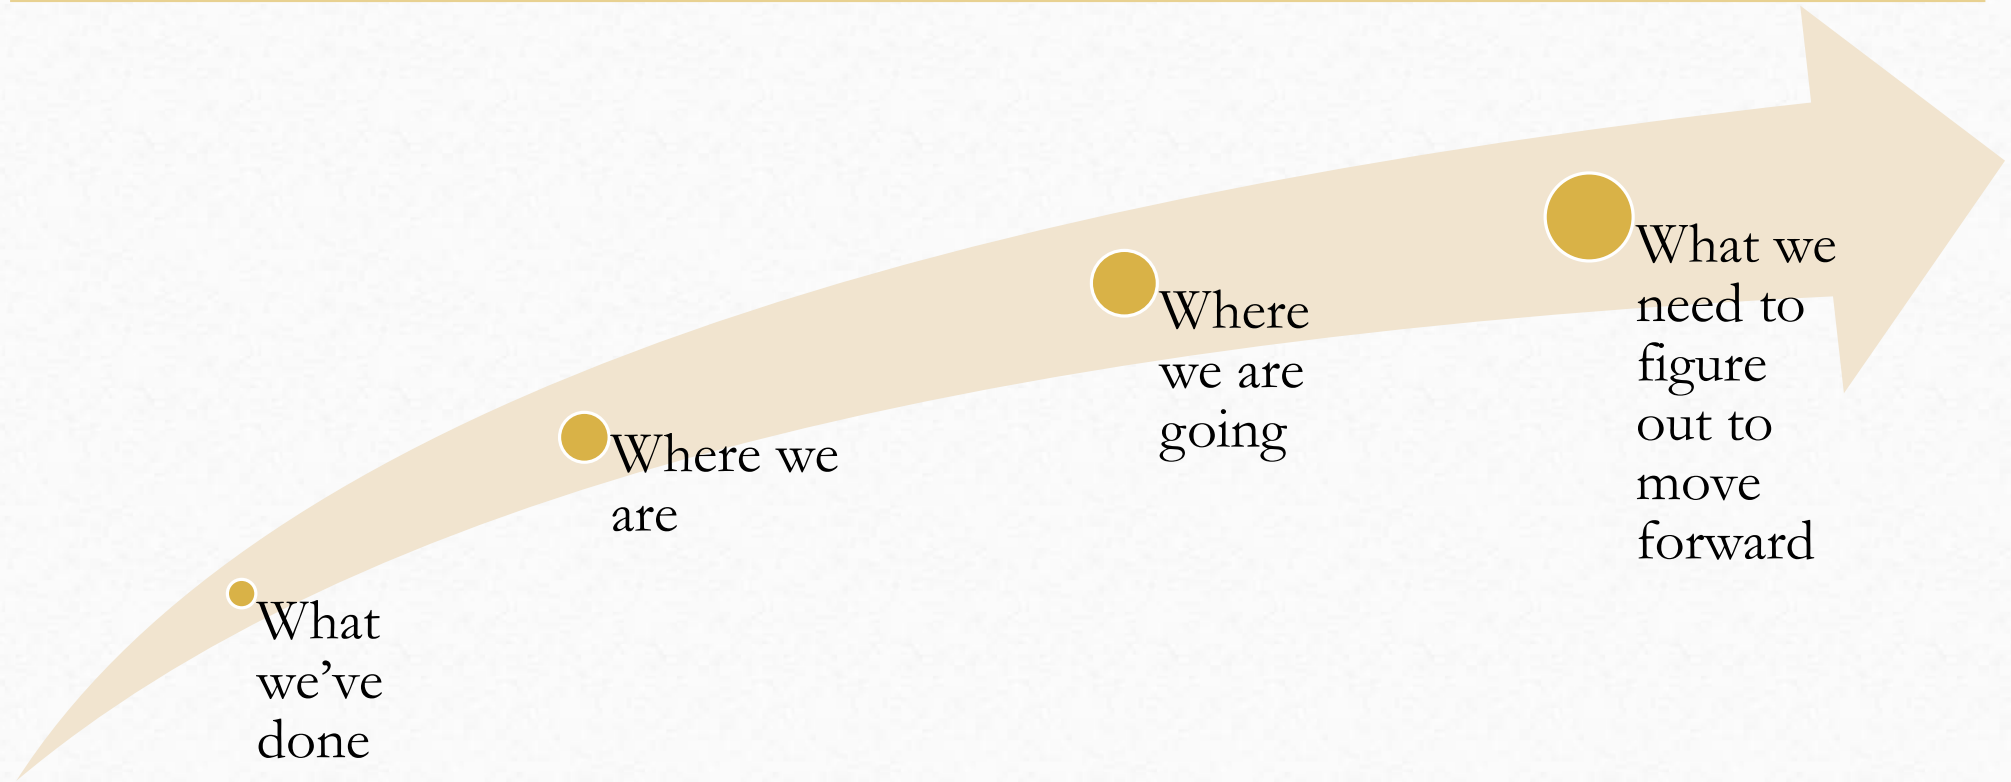 What
we’ve
done
Where we
are
Where
we are
going
What we
need to
figure
out to
move
forward